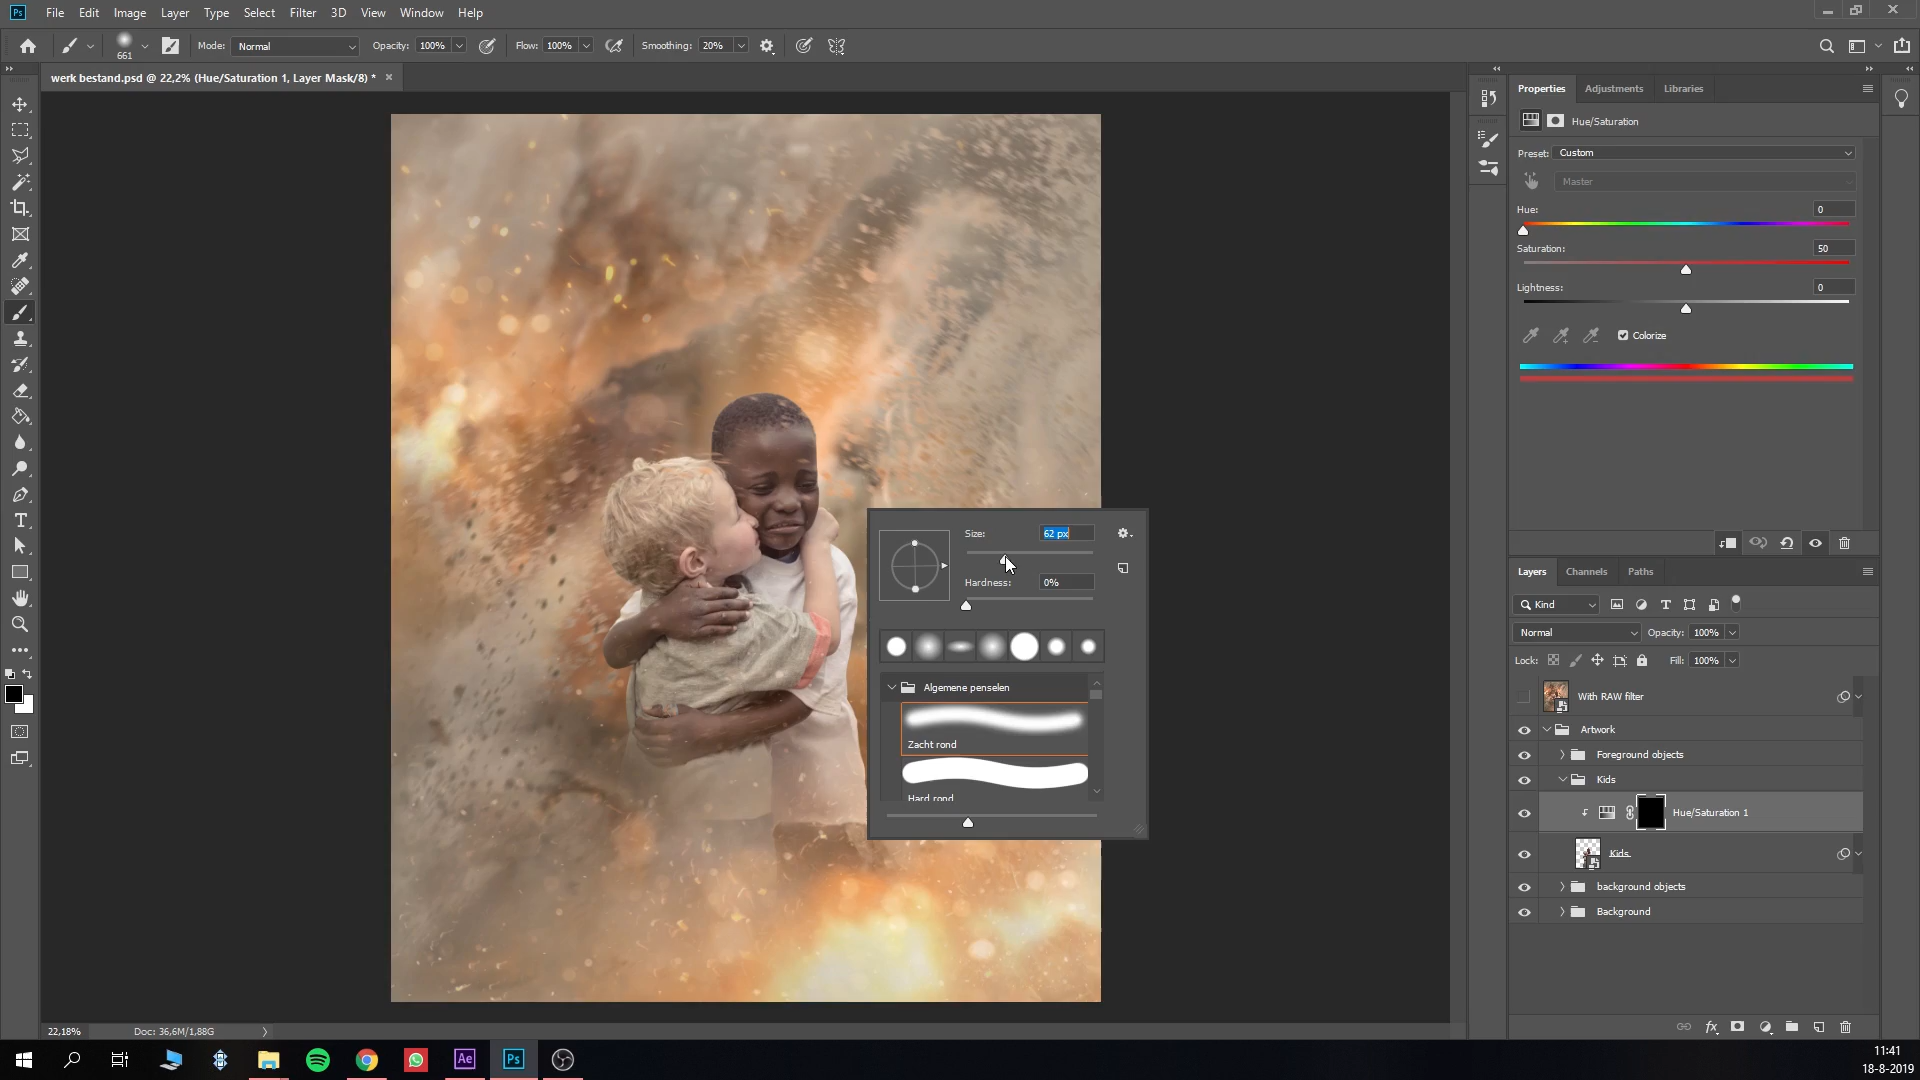 Ps File Edit Image Layer Type Select Filter 3D View Window Help
661 Mode: Normal Opacity: 100% Flow: 100% Smoothing: 20%
werk bestand.psd @ 22,2% (Hue/Saturation 1, Layer Mask/8) *
Properties Adjustments Libraries
Hue/Saturation
Preset: Custom
Master
Hue: 0
Saturation: 50
Lightness: 0
Colorize
Size: 62 px
Hardness: 0%
Algemene penselen
Zacht rond
Hard rond
Layers Channels Paths
Kind
Normal Opacity: 100%
Lock: Fill: 100%
With RAW filter
Artwork
Foreground objects
Kids
Hue/Saturation 1
Kids
background objects
Background
fx
22,18% Doc: 36,6M/1,88G
Ae Ps
11:41
18-8-2019